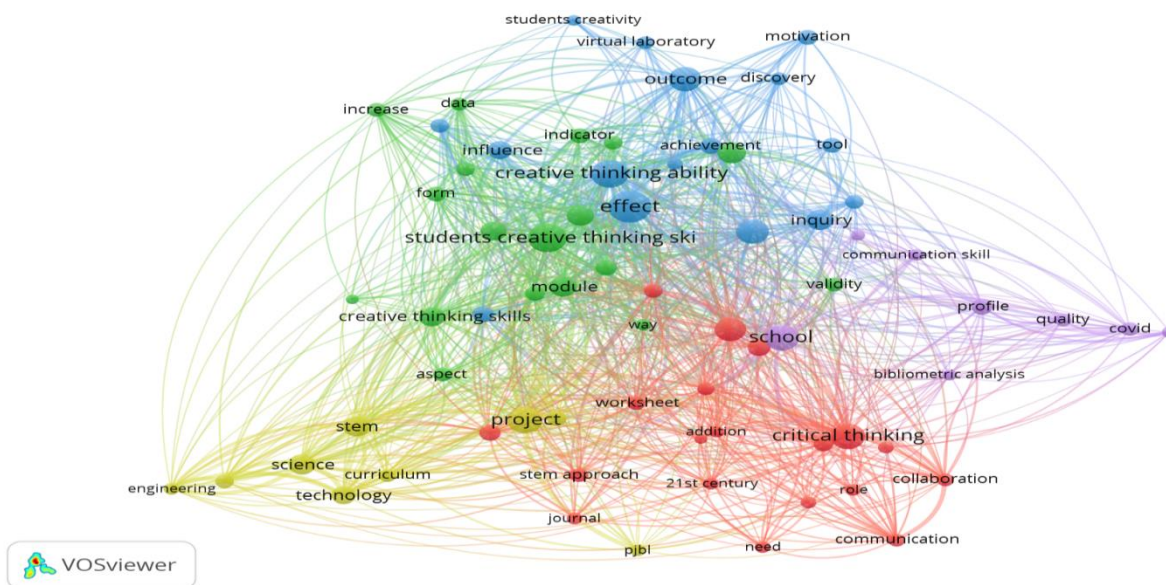 students creativity
virtual laboratory
motivation
outcome
discovery
increase
data
indicator
influence
achievement
tool
creative thinking ability
form
effect
inquiry
students creative thinking ski
communication skill
module
validity
creative thinking skills
way
school
profile
quality
covid
aspect
bibliometric analysis
worksheet
project
stem
addition
critical thinking
science
curriculum
stem approach
21st century
role
collaboration
engineering
technology
journal
communication
pjbl
need
VOSviewer